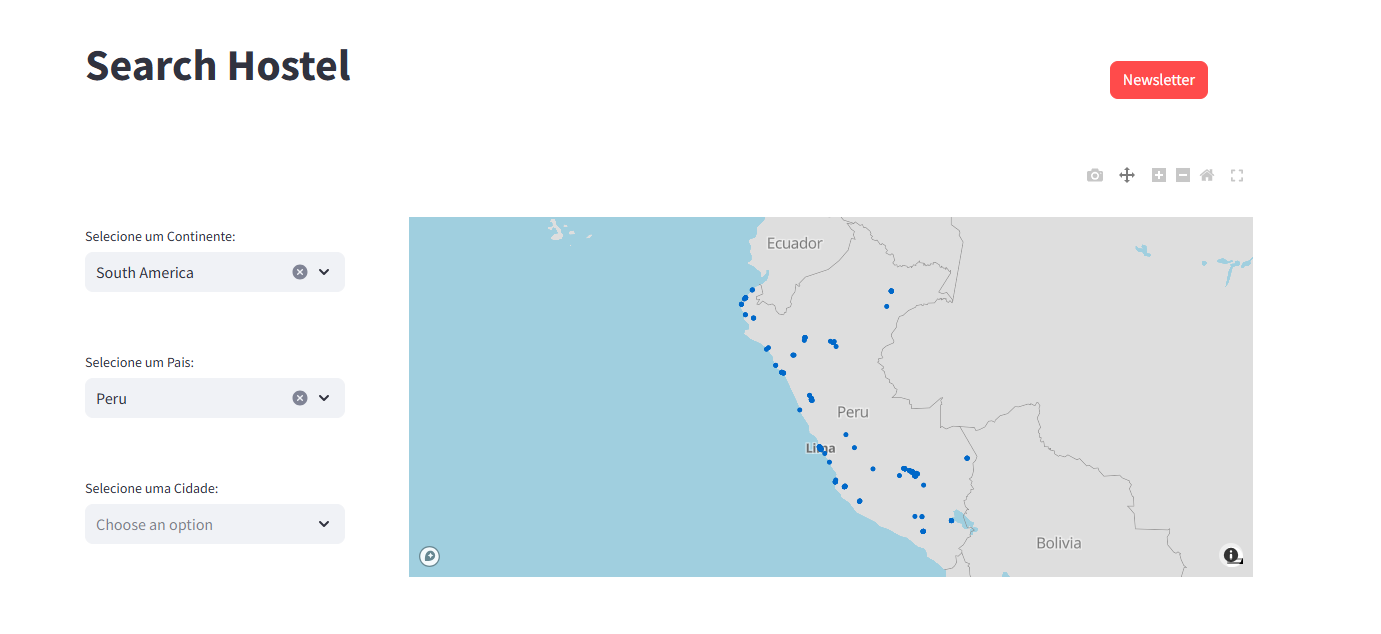 Search Hostel
Newsletter
Selecione um Continente:
South America
Selecione um Pais:
Peru
Selecione uma Cidade:
Choose an option
Ecuador
Peru
Lima
Bolivia